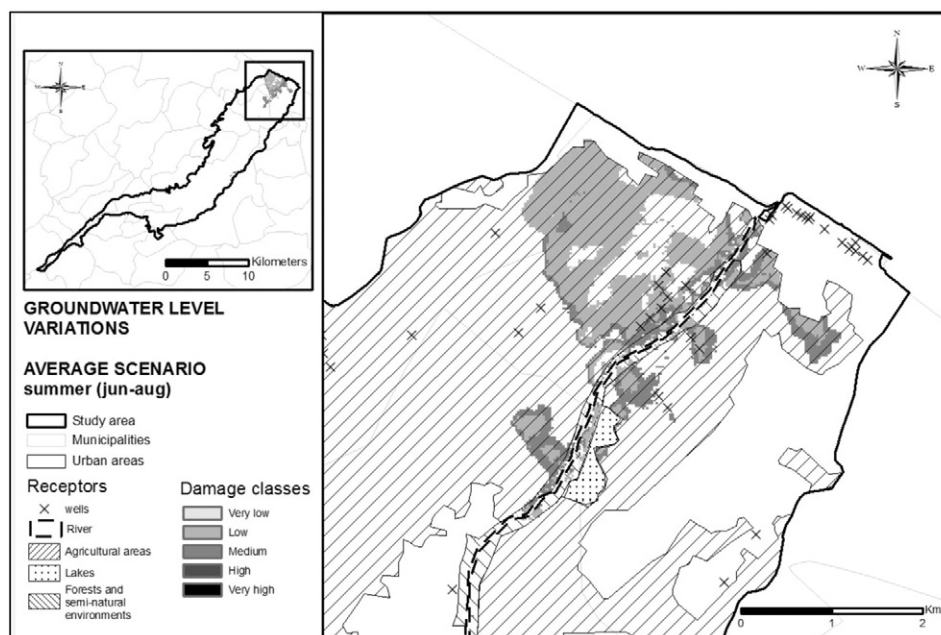 N
W E
S
Kilometers
0 5 10
GROUNDWATER LEVEL
VARIATIONS
AVERAGE SCENARIO
summer (jun-aug)
Study area
Municipalities
Urban areas
Receptors
wells
River
Agricultural areas
Lakes
Forests and
semi-natural
environments
Damage classes
Very low
Low
Medium
High
Very high
N
W E
S
Km
0 1 2